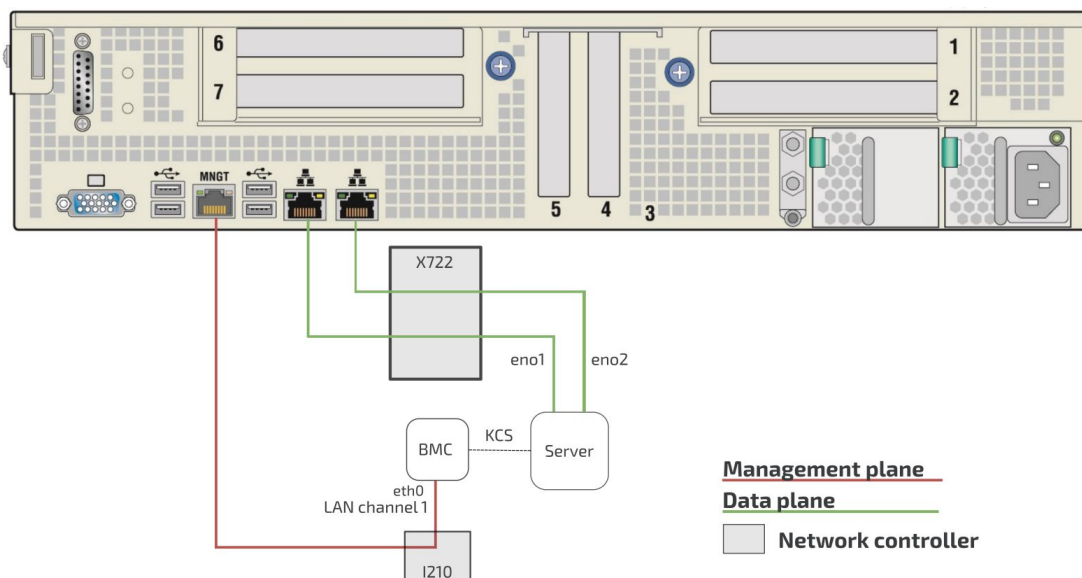 6
7
1
2
5
4
3
MNGT
X722
eno1
eno2
BMC
KCS
Server
eth0
LAN channel 1
I210
Management plane
Data plane
Network controller